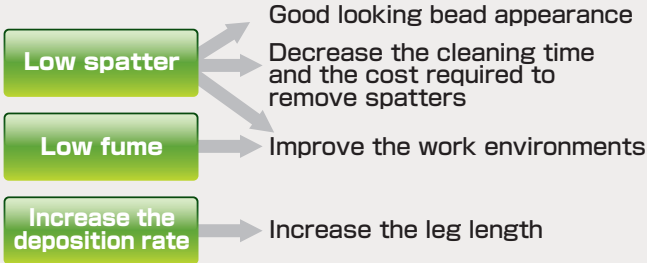 Good looking bead appearance
Low spatter
Decrease the cleaning time
and the cost required to
remove spatters
Low fume
Improve the work environments
Increase the
deposition rate
Increase the leg length